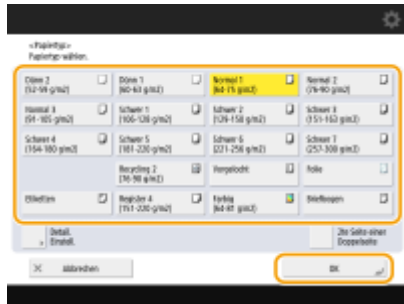 <Papiertyp>
Papiertyp wählen.
Dünn 2
(52-59 g/m2)
Dünn 1
(60-63 g/m2)
Normal 1
(64-75 g/m2)
Normal 2
(76-90 g/m2)
Normal 3
(91-105 g/m2)
Schwer 1
(106-128 g/m2)
Schwer 2
(129-150 g/m2)
Schwer 3
(151-163 g/m2)
Schwer 4
(164-180 g/m2)
Schwer 5
(181-220 g/m2)
Schwer 6
(221-256 g/m2)
Schwer 7
(257-300 g/m2)
Recycling 2
(76-90 g/m2)
Vorgelocht
Folie
Etiketten
Register 4
(151-220 g/m2)
Farbig
(64-81 g/m2)
Briefbogen
Detail.
Einstell.
2te Seite einer
Doppelseite
Abbrechen
OK